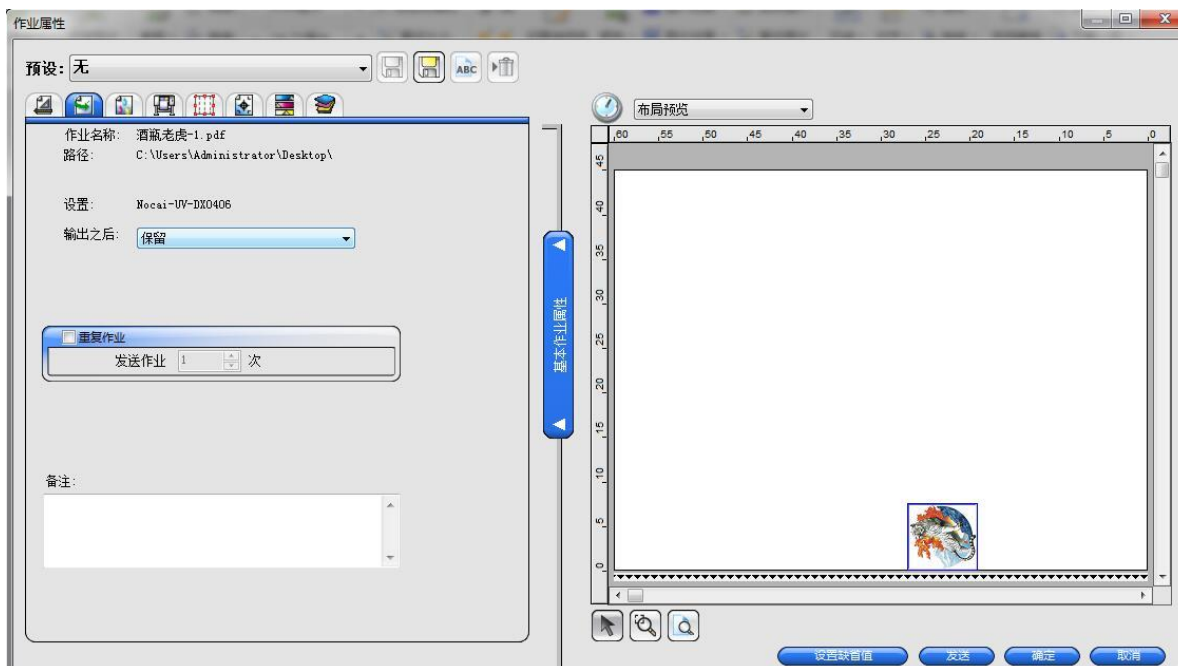 作业属性
预设: 无
ABC
作业名称: 酒瓶老虎-1.pdf
路径: C:\Users\Administrator\Desktop\
设置: Nocai-UV-DX0406
输出之后: 保留
重复作业
发送作业 1 次
备注:
基本作业属性
布局预览
60 55 50 45 40 35 30 25 20 15 10 5 0
45
40
35
30
25
20
15
10
5
0
设置缺省值 发送 确定 取消